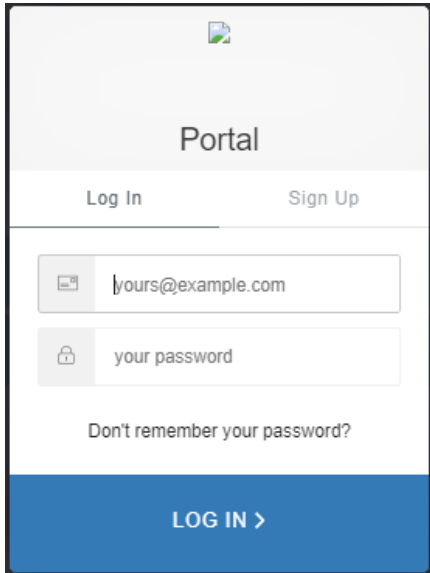 Portal
Log In Sign Up
yours@example.com
your password
Don't remember your password?
LOG IN >